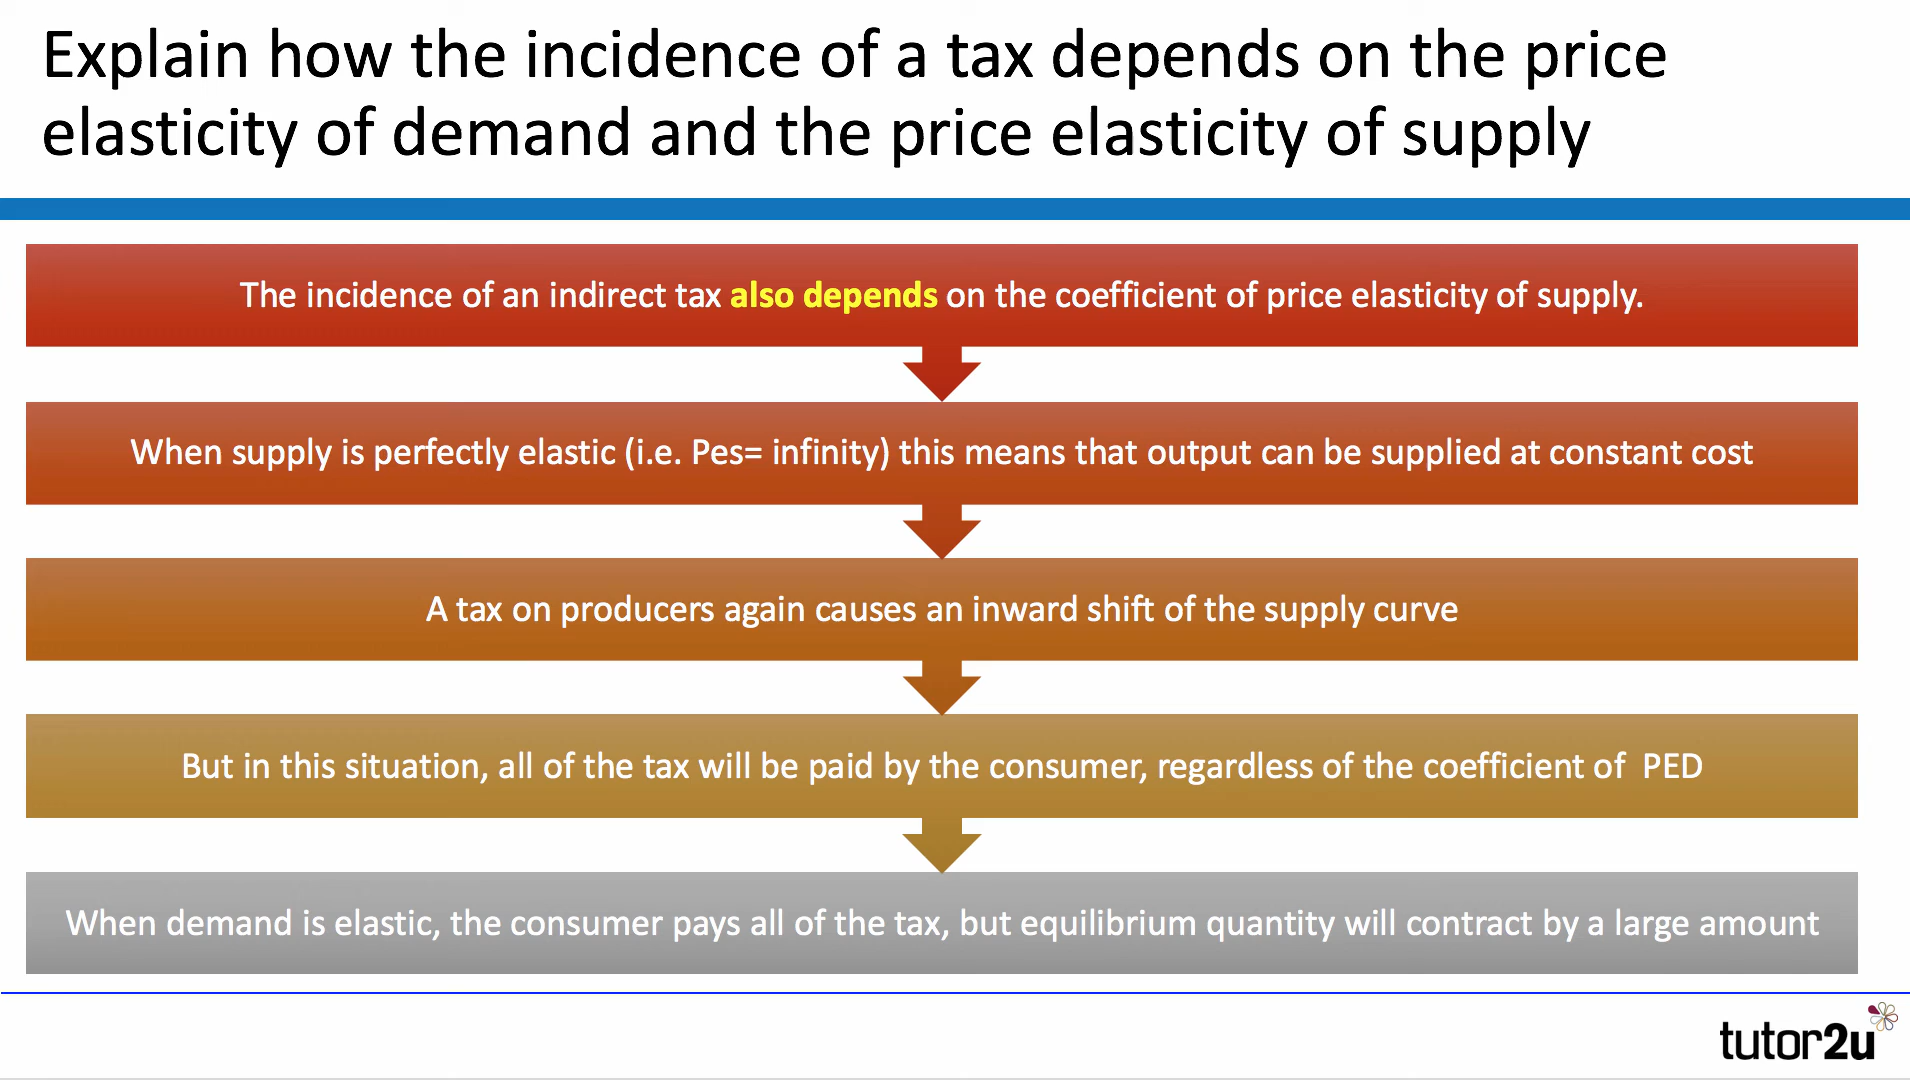 Explain how the incidence of a tax depends on the price
elasticity of demand and the price elasticity of supply
The incidence of an indirect tax also depends on the coefficient of price elasticity of supply.
When supply is perfectly elastic (i.e. Pes= infinity) this means that output can be supplied at constant cost
A tax on producers again causes an inward shift of the supply curve
But in this situation, all of the tax will be paid by the consumer, regardless of the coefficient of  PED
When demand is elastic, the consumer pays all of the tax, but equilibrium quantity will contract by a large amount
tutor2u